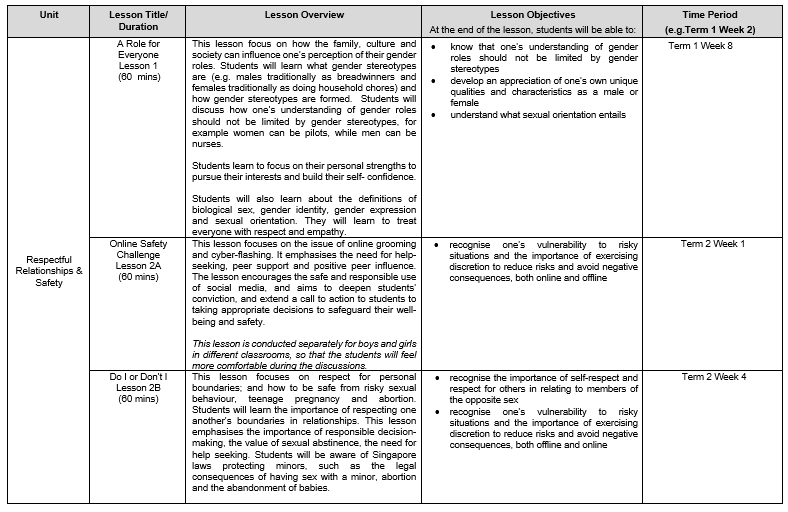 Unit
Lesson Title/
Duration
Lesson Overview
Lesson Objectives
At the end of the lesson, students will be able to:
Time Period
(e.g.Term 1 Week 2)
Respectful
Relationships &
Safety
A Role for
Everyone
Lesson 1
(60 mins)
This lesson focus on how the family, culture and
society can influence one's perception of their gender
roles. Students will learn what gender stereotypes
are (e.g. males traditionally as breadwinners and
females traditionally as doing household chores) and
how gender stereotypes are formed. Students will
discuss how one's understanding of gender roles
should not be limited by gender stereotypes, for
example women can be pilots, while men can be
nurses.
Students learn to focus on their personal strengths to
pursue their interests and build their self- confidence.
Students will also learn about the definitions of
biological sex, gender identity, gender expression
and sexual orientation. They will learn to treat
everyone with respect and empathy.
• know that one's understanding of gender
roles should not be limited by gender
stereotypes
• develop an appreciation of one's own unique
qualities and characteristics as a male or
female
• understand what sexual orientation entails
Term 1 Week 8
Online Safety
Challenge
Lesson 2A
(60 mins)
This lesson focuses on the issue of online grooming
and cyber-flashing. It emphasises the need for help-
seeking, peer support and positive peer influence.
The lesson encourages the safe and responsible use
of social media, and aims to deepen students'
conviction, and extend a call to action to students to
taking appropriate decisions to safeguard their well-
being and safety.
This lesson is conducted separately for boys and girls
in different classrooms, so that the students will feel
more comfortable during the discussions.
• recognise one's vulnerability to risky
situations and the importance of exercising
discretion to reduce risks and avoid negative
consequences, both online and offline
Term 2 Week 1
Do I or Don't I
Lesson 2B
(60 mins)
This lesson focuses on respect for personal
boundaries; and how to be safe from risky sexual
behaviour, teenage pregnancy and abortion.
Students will learn the importance of respecting one
another's boundaries in relationships. This lesson
emphasises the importance of responsible decision-
making, the value of sexual abstinence, the need for
help seeking. Students will be aware of Singapore
laws protecting minors, such as the legal
consequences of having sex with a minor, abortion
and the abandonment of babies.
• recognise the importance of self-respect and
respect for others in relating to members of
the opposite sex
• recognise one's vulnerability to risky
situations and the importance of exercising
discretion to reduce risks and avoid negative
consequences, both offline and online
Term 2 Week 4